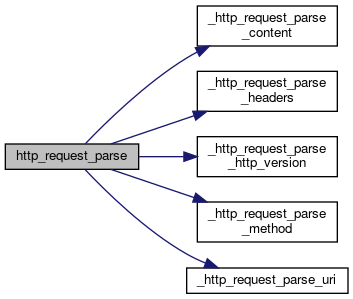 http_request_parse
_http_request_parse
_content
_http_request_parse
_headers
_http_request_parse
_http_version
_http_request_parse
_method
_http_request_parse_uri